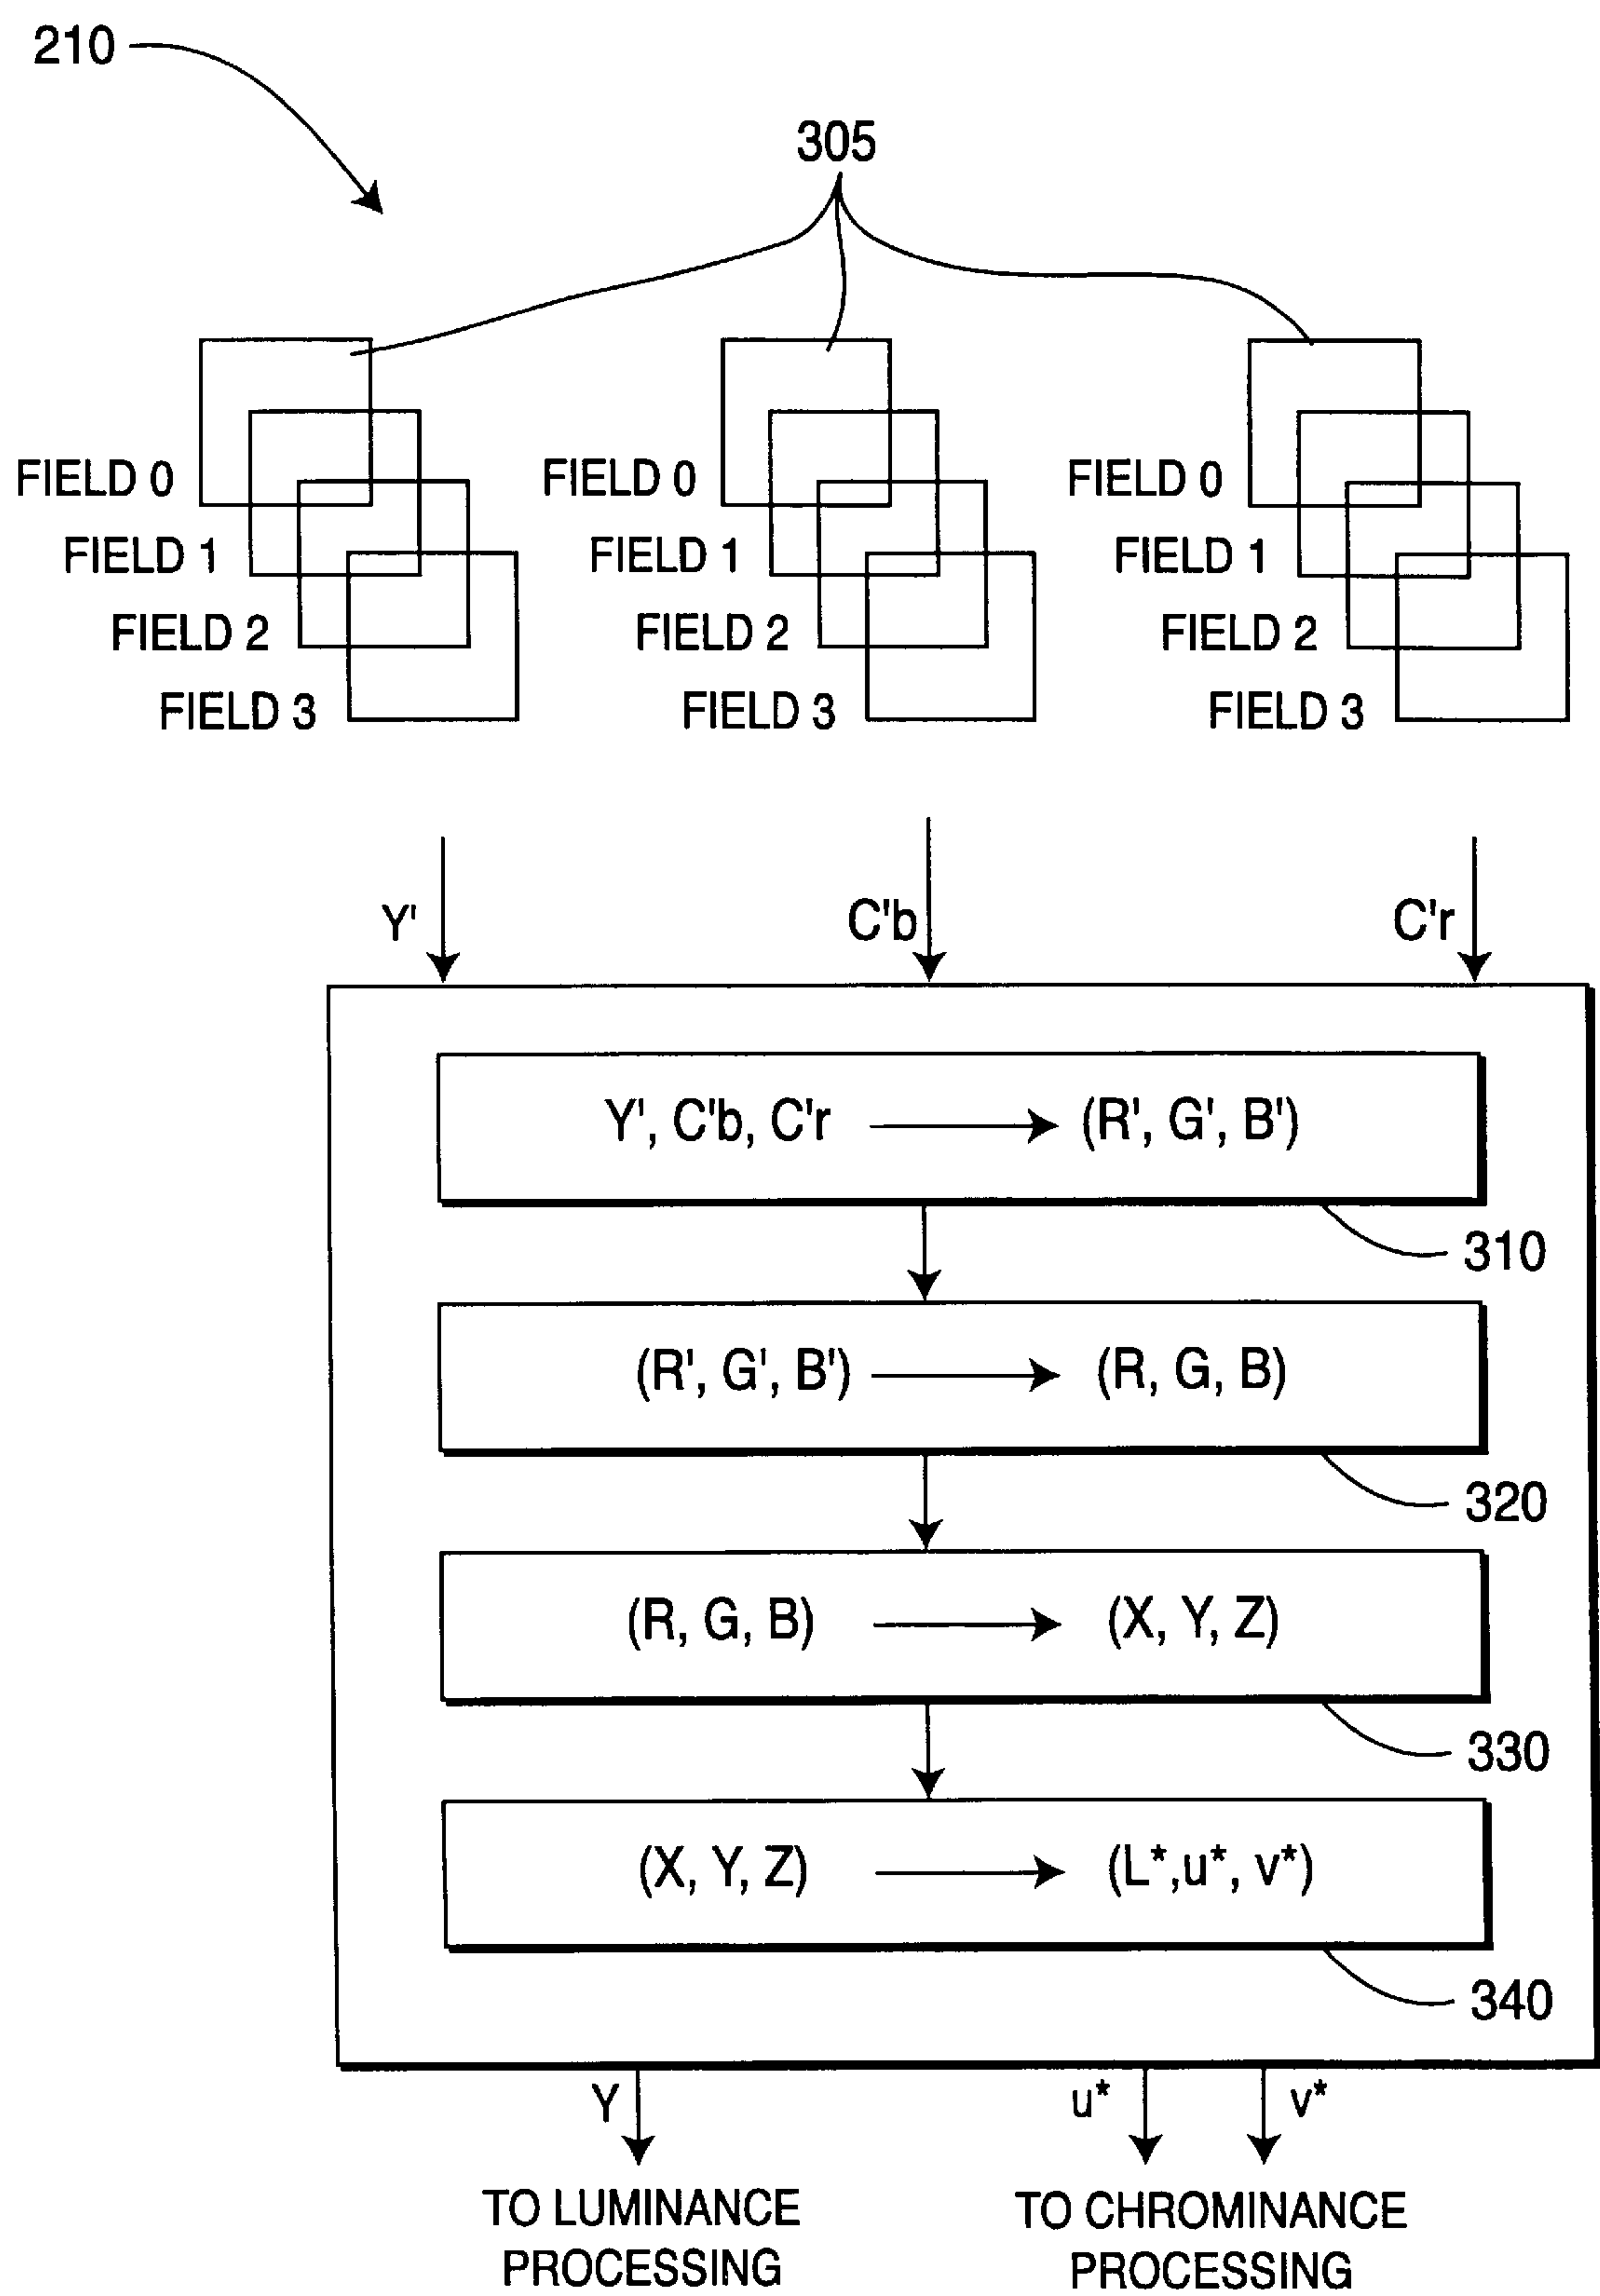 210
305
FIELD 0 FIELD 0 FIELD 0
FIELD 1 FIELD 1 FIELD 1
FIELD 2 FIELD 2 FIELD 2
FIELD 3 FIELD 3 FIELD 3
Y' C'b C'r
Y', C'b, C'r (R', G', B')
310
(R', G', B') (R, G, B)
320
(R, G, B) (X, Y, Z)
330
(X, Y, Z) (L*,u*, v*)
340
Y u* v*
TO LUMINANCE TO CHROMINANCE
PROCESSING PROCESSING